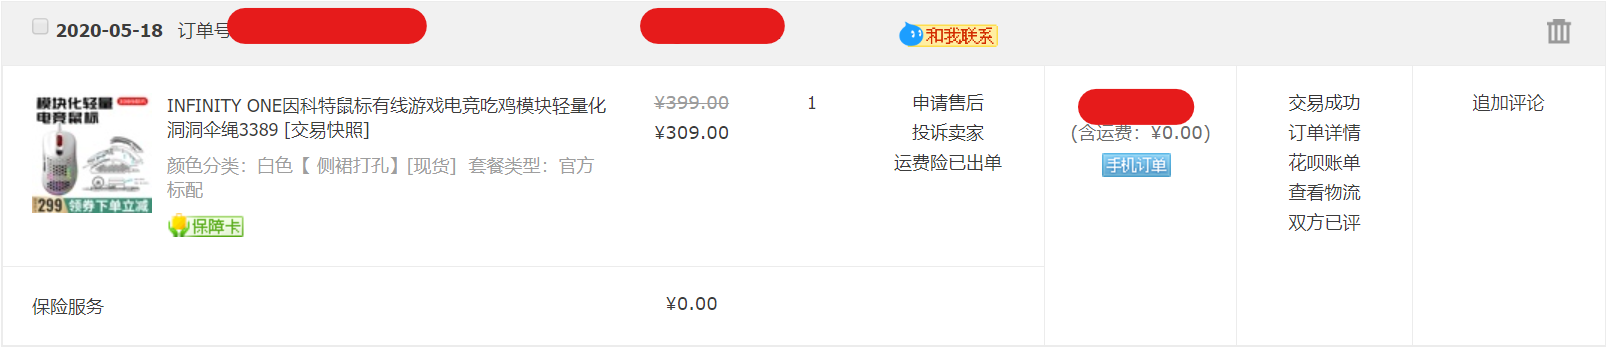 2020-05-18 订单号
和我联系
模块化轻量
电竞鼠标
299 领券下单立减
INFINITY ONE因科特鼠标有线游戏电竞吃鸡模块轻量化
洞洞伞绳3389 [交易快照]
颜色分类：白色【 侧裙打孔】[现货] 套餐类型：官方
标配
保障卡
¥399.00
¥309.00
1
申请售后
投诉卖家
运费险已出单
(含运费：¥0.00)
手机订单
交易成功
订单详情
花呗账单
查看物流
双方已评
追加评论
保险服务
¥0.00